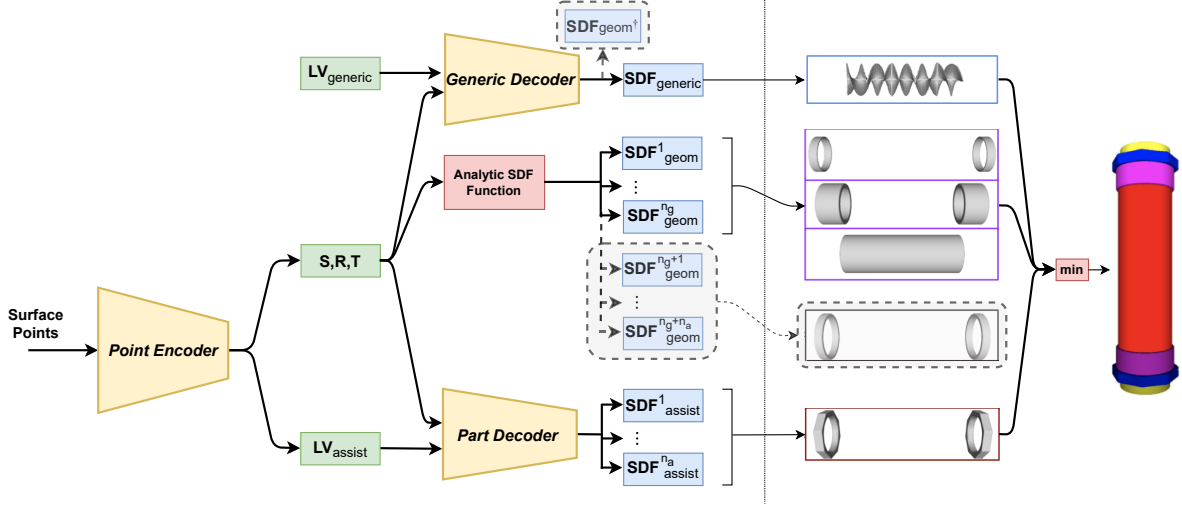 SDFgeom†
LVgeneric
Generic Decoder
SDFgeneric
SDF¹geom
⋮
SDFⁿᵍgeom
Analytic SDF
Function
S,R,T
SDFⁿᵍ⁺¹geom
⋮
SDFⁿᵍ⁺ⁿᵃgeom
min
Surface
Points
Point Encoder
LVassist
Part Decoder
SDF¹assist
⋮
SDFⁿᵃassist